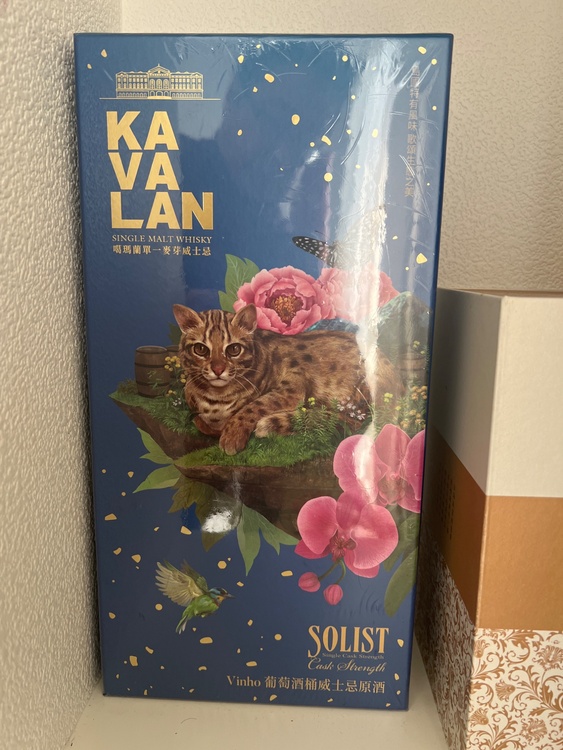 KA
VA
LAN
SINGLE MALT WHISKY
噶瑪蘭單一麥芽威士忌
SOLIST
Single Cask Strength
Cask Strength
Vinho 葡萄酒桶威士忌原酒